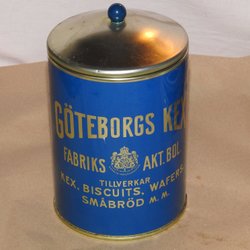 GÖTEBORGS KEX
FABRIKS AKT. BOL.
TILLVERKAR
KEX, BISCUITS, WAFERS,
SMÅBRÖD M. M.